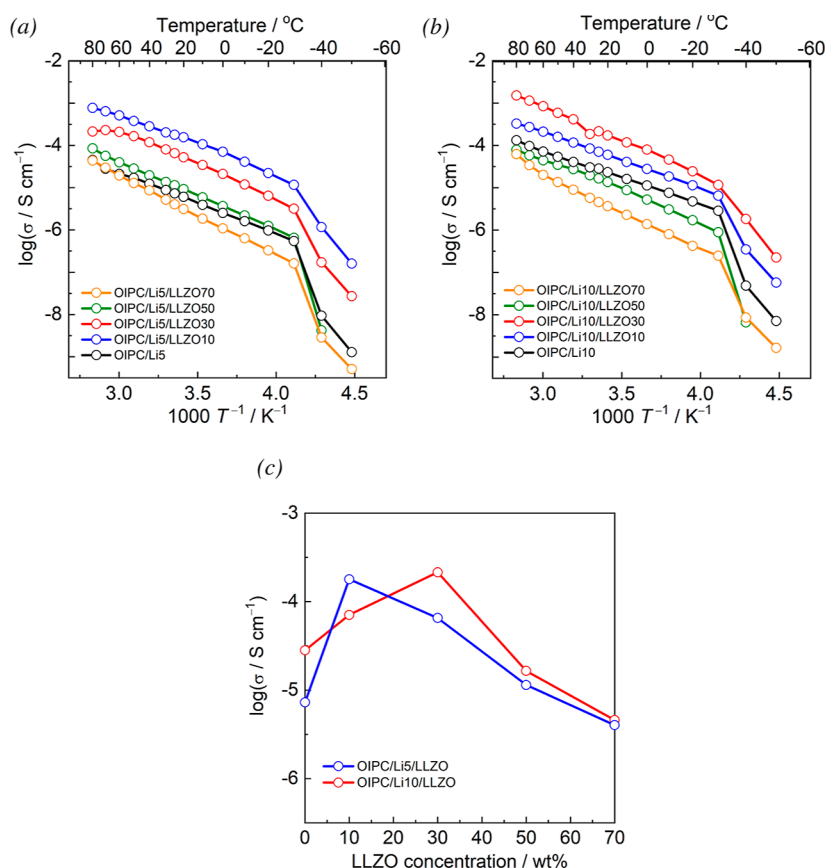 (a)
Temperature / °C
80 60 40 20 0 -20 -40 -60
-2
-4
-6
-8
log(σ / S cm⁻¹)
OIPC/Li5/LLZO70
OIPC/Li5/LLZO50
OIPC/Li5/LLZO30
OIPC/Li5/LLZO10
OIPC/Li5
3.0 3.5 4.0 4.5
1000 T⁻¹ / K⁻¹
(b)
Temperature / °C
80 60 40 20 0 -20 -40 -60
-2
-4
-6
-8
log(σ / S cm⁻¹)
OIPC/Li10/LLZO70
OIPC/Li10/LLZO50
OIPC/Li10/LLZO30
OIPC/Li10/LLZO10
OIPC/Li10
3.0 3.5 4.0 4.5
1000 T⁻¹ / K⁻¹
(c)
-3
-4
-5
-6
log(σ / S cm⁻¹)
OIPC/Li5/LLZO
OIPC/Li10/LLZO
0 10 20 30 40 50 60 70
LLZO concentration / wt%